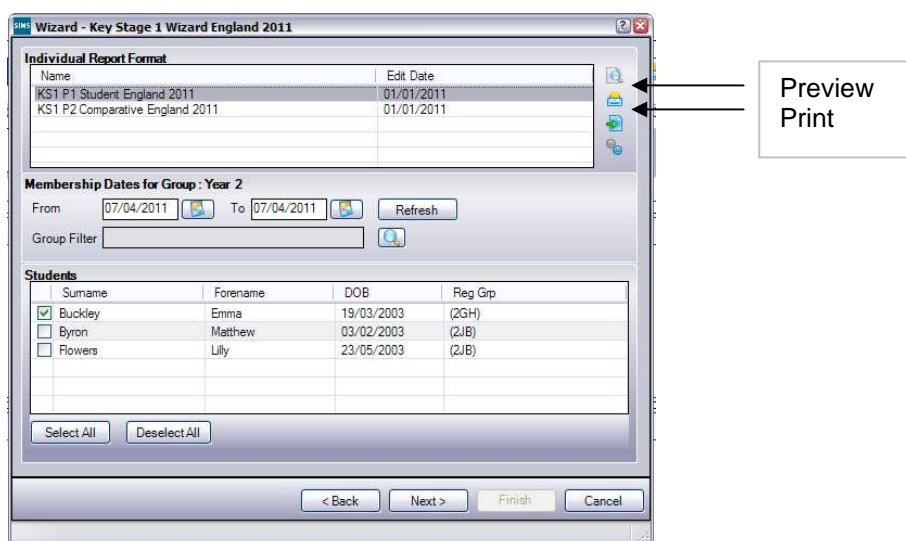 SIMS Wizard - Key Stage 1 Wizard England 2011
Individual Report Format
Name Edit Date
KS1 P1 Student England 2011 01/01/2011
KS1 P2 Comparative England 2011 01/01/2011
Preview
Print
Membership Dates for Group : Year 2
From 07/04/2011 To 07/04/2011 Refresh
Group Filter
Students
Surname Forename DOB Reg Grp
Buckley Emma 19/03/2003 (2GH)
Byron Matthew 03/02/2003 (2JB)
Flowers Lilly 23/05/2003 (2JB)
Select All Deselect All
< Back Next > Finish Cancel